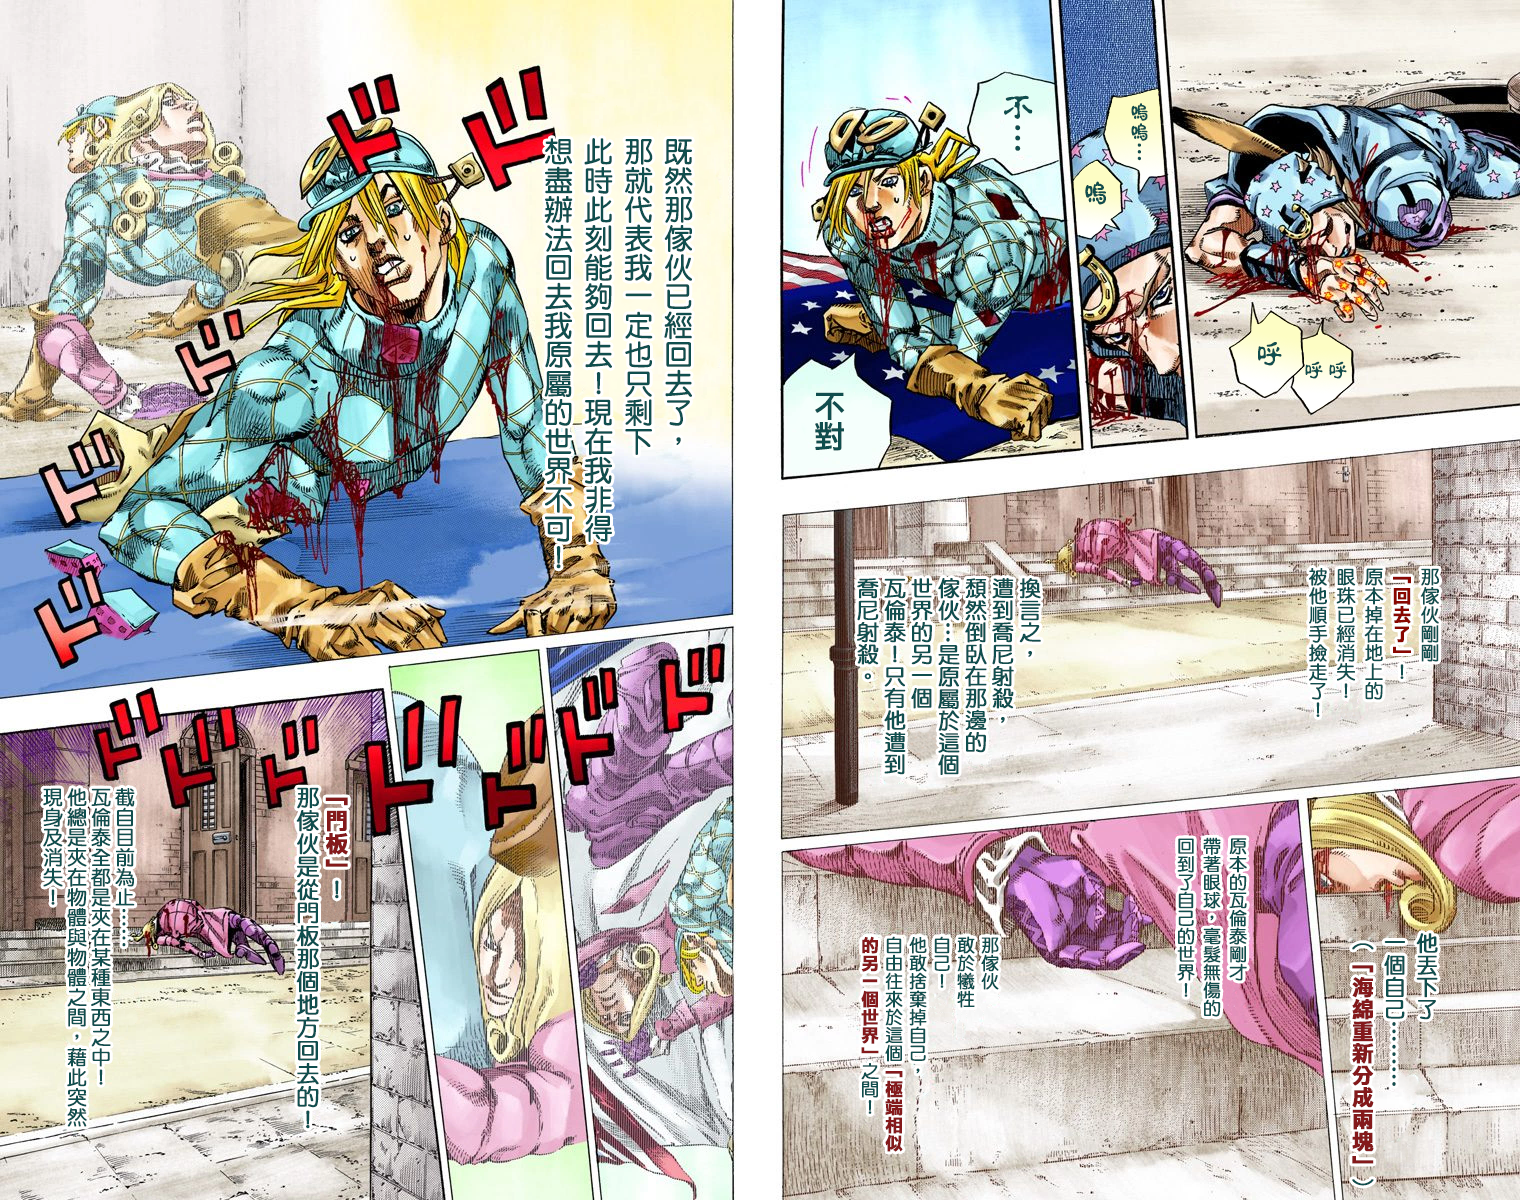 呼
呼呼
嗚嗚…
嗚
不…
不對
那傢伙剛剛
「回去了」！
原本掉在地上的
眼珠已經消失！
被他順手撿走了！
換言之，
遭到喬尼射殺，
頹然倒臥在那邊的
傢伙…是原屬於這個
世界的另一個
瓦倫泰！只有他遭到
喬尼射殺。
他丟下了
一個自己………
（「海綿重新分成兩塊」）
原本的瓦倫泰剛才
帶著眼球，毫髮無傷的
回到了自己的世界！
那傢伙
敢於犧牲
自己！
他敢捨棄掉自己，
自由往來於這個「極端相似
的另一個世界」之間！
既然那傢伙已經回去了，
那就代表我一定也只剩下
此時此刻能夠回去！現在我非得
想盡辦法回去我原屬的世界不可！
ドドドドド
ドドドドドド
「門板」！
那傢伙是從門板那個地方回去的！
截自目前為止……
瓦倫泰全都是夾在某種東西之中！
他總是夾在物體與物體之間，藉此突然
現身及消失！